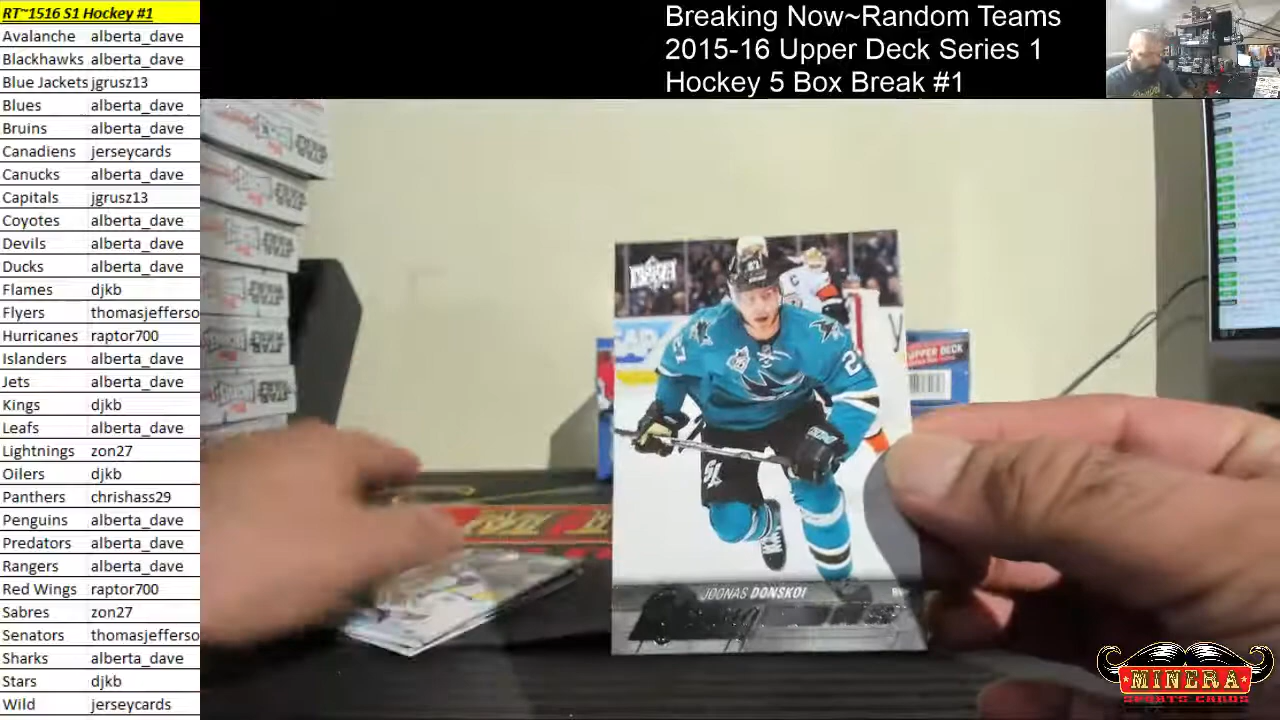 RT~1516 S1 Hockey #1
Avalanche alberta_dave
Blackhawks alberta_dave
Blue Jackets jgrusz13
Blues alberta_dave
Bruins alberta_dave
Canadiens jerseycards
Canucks alberta_dave
Capitals jgrusz13
Coyotes alberta_dave
Devils alberta_dave
Ducks alberta_dave
Flames djkb
Flyers thomasjefferso
Hurricanes raptor700
Islanders alberta_dave
Jets alberta_dave
Kings djkb
Leafs alberta_dave
Lightnings zon27
Oilers djkb
Panthers chrishass29
Penguins alberta_dave
Predators alberta_dave
Rangers alberta_dave
Red Wings raptor700
Sabres zon27
Senators thomasjefferso
Sharks alberta_dave
Stars djkb
Wild jerseycards
Breaking Now~Random Teams
2015-16 Upper Deck Series 1
Hockey 5 Box Break #1
UPPER DECK
27
JOONAS DONSKOI
MINERA
SPORTS CARDS